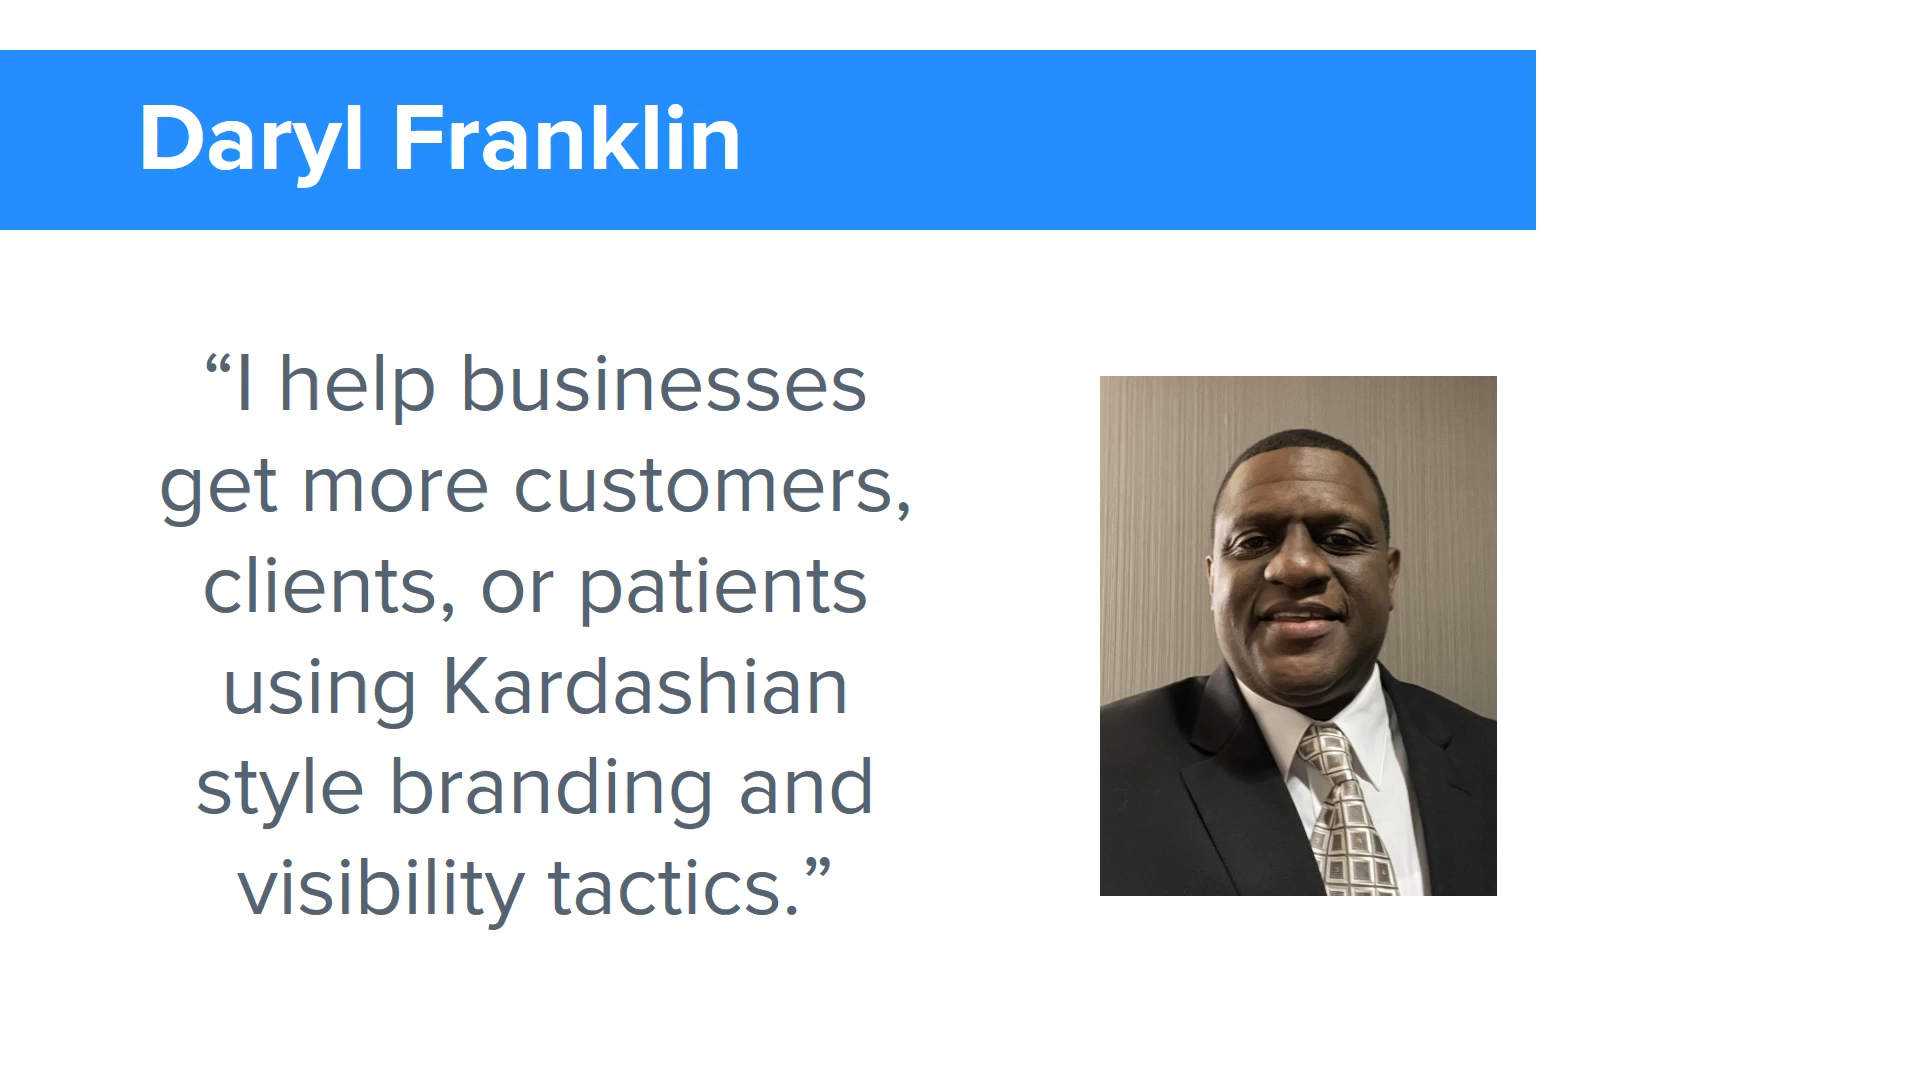 Daryl Franklin
“I help businesses
get more customers,
clients, or patients
using Kardashian
style branding and
visibility tactics.”